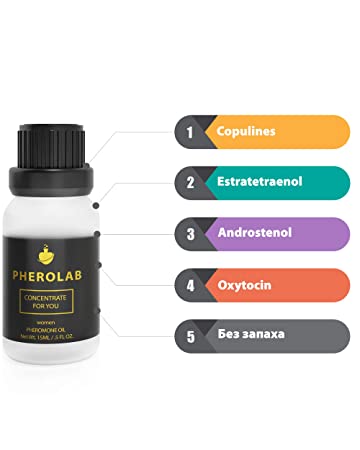 PHEROLAB
CONCENTRATE
FOR YOU
women
PHEROMONE OIL
Net Wt. 15ML / .5 FL. OZ.
1 Copulines
2 Estratetraenol
3 Androstenol
4 Oxytocin
5 Без запаха